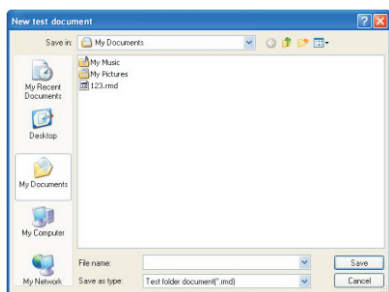 New test document
Save in: My Documents
My Recent
Documents
Desktop
My Documents
My Computer
My Network
My Music
My Pictures
123.rmd
File name:
Save
Save as type: Test folder document(*.rmd)
Cancel